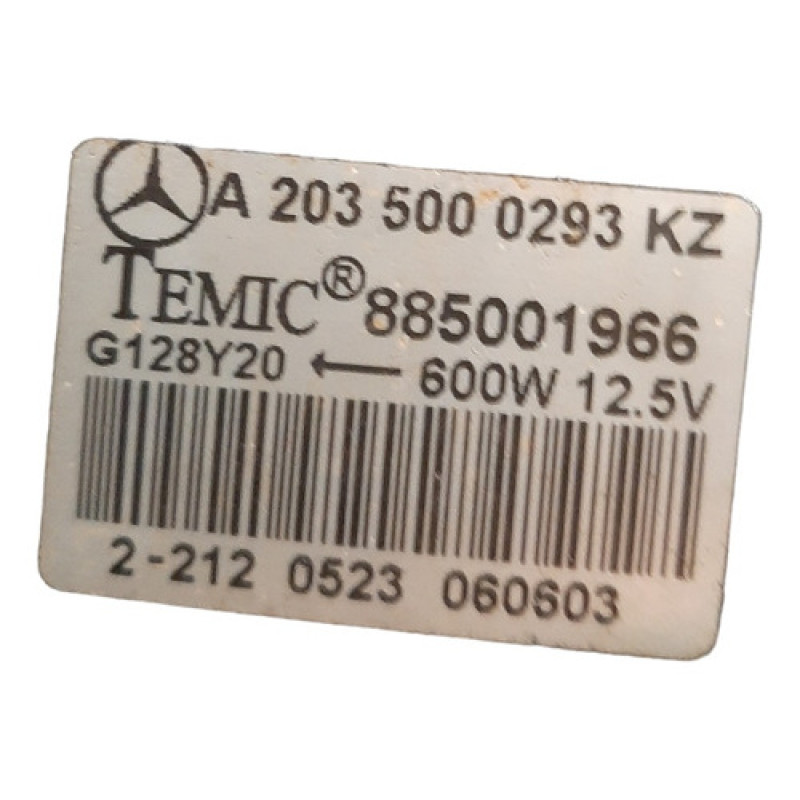 A 203 500 0293 KZ
TEMIC® 885001966
G128Y20 ← 600W 12.5V
2-212 0523 060603